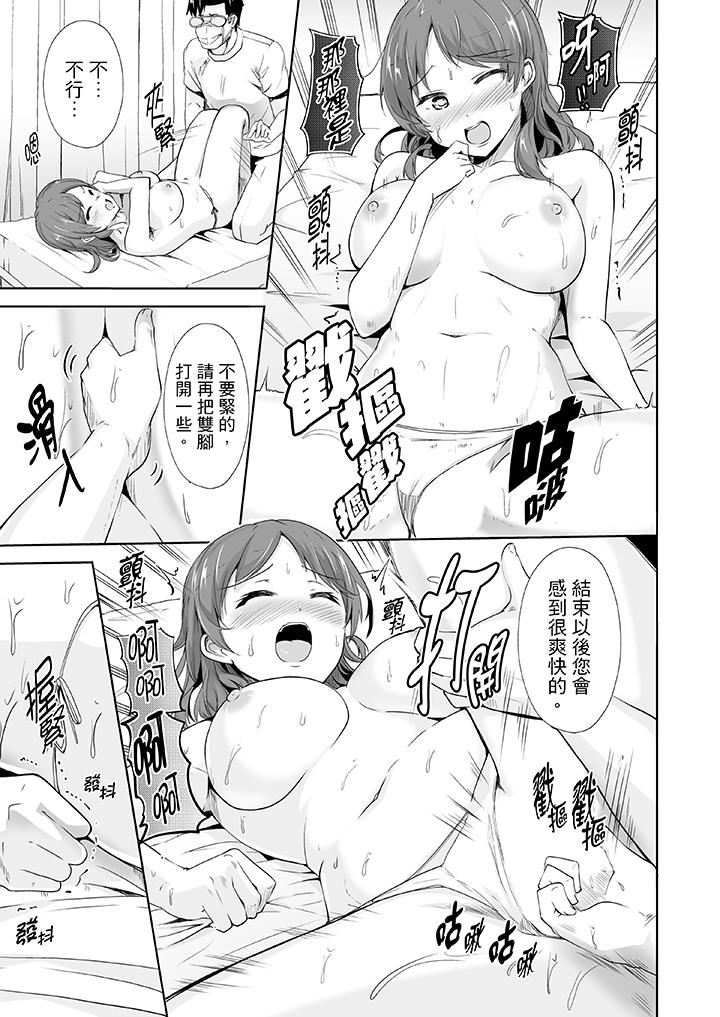 呀
啊!!
那
那裡是
顫抖
顫抖
戳摳
摳戳
咕
啵
不…
不行…
夾緊
嗯
不要緊的，
請再把雙腳
打開一些。
滑入
結束以後您會
感到很爽快的。
打開
顫抖
顫抖
啊啊
啊啊
啊啊
戳摳
戳摳
咕啾
咕啾
握緊
發抖
發抖